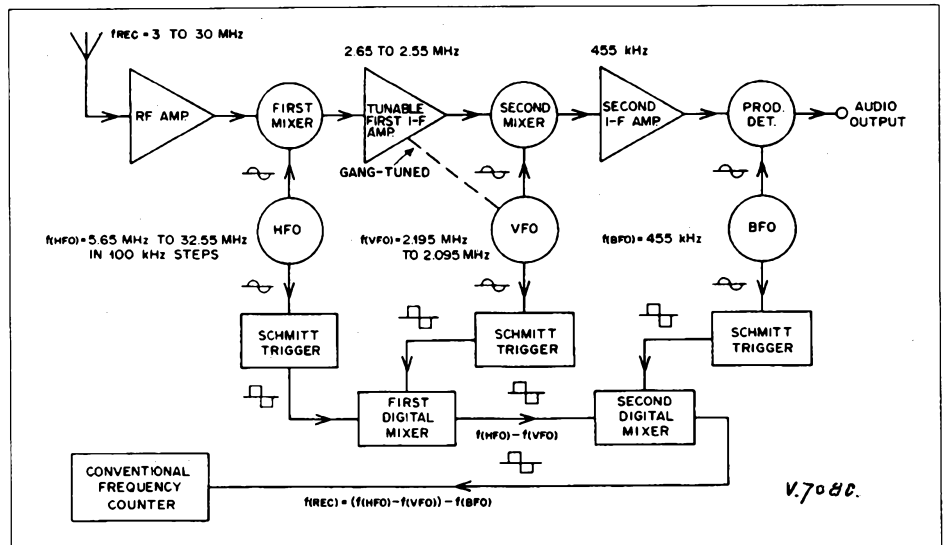 fREC = 3 TO 30 MHz
2.65 TO 2.55 MHz
455 kHz
RF AMP.
FIRST
MIXER
TUNABLE
FIRST I-F
AMP.
SECOND
MIXER
SECOND
I-F AMP.
PROD.
DET.
AUDIO
OUTPUT
GANG-TUNED
f(HFO)=5.65 MHz TO 32.55 MHz
IN 100 kHz STEPS
HFO
f(VFO)=2.195 MHz
TO 2.095 MHz
VFO
f(BFO)=455 kHz
BFO
SCHMITT
TRIGGER
SCHMITT
TRIGGER
SCHMITT
TRIGGER
FIRST
DIGITAL
MIXER
f(HFO)-f(VFO)
SECOND
DIGITAL
MIXER
CONVENTIONAL
FREQUENCY
COUNTER
f(REC)=(f(HFO)-f(VFO))-f(BFO)
V.708C.